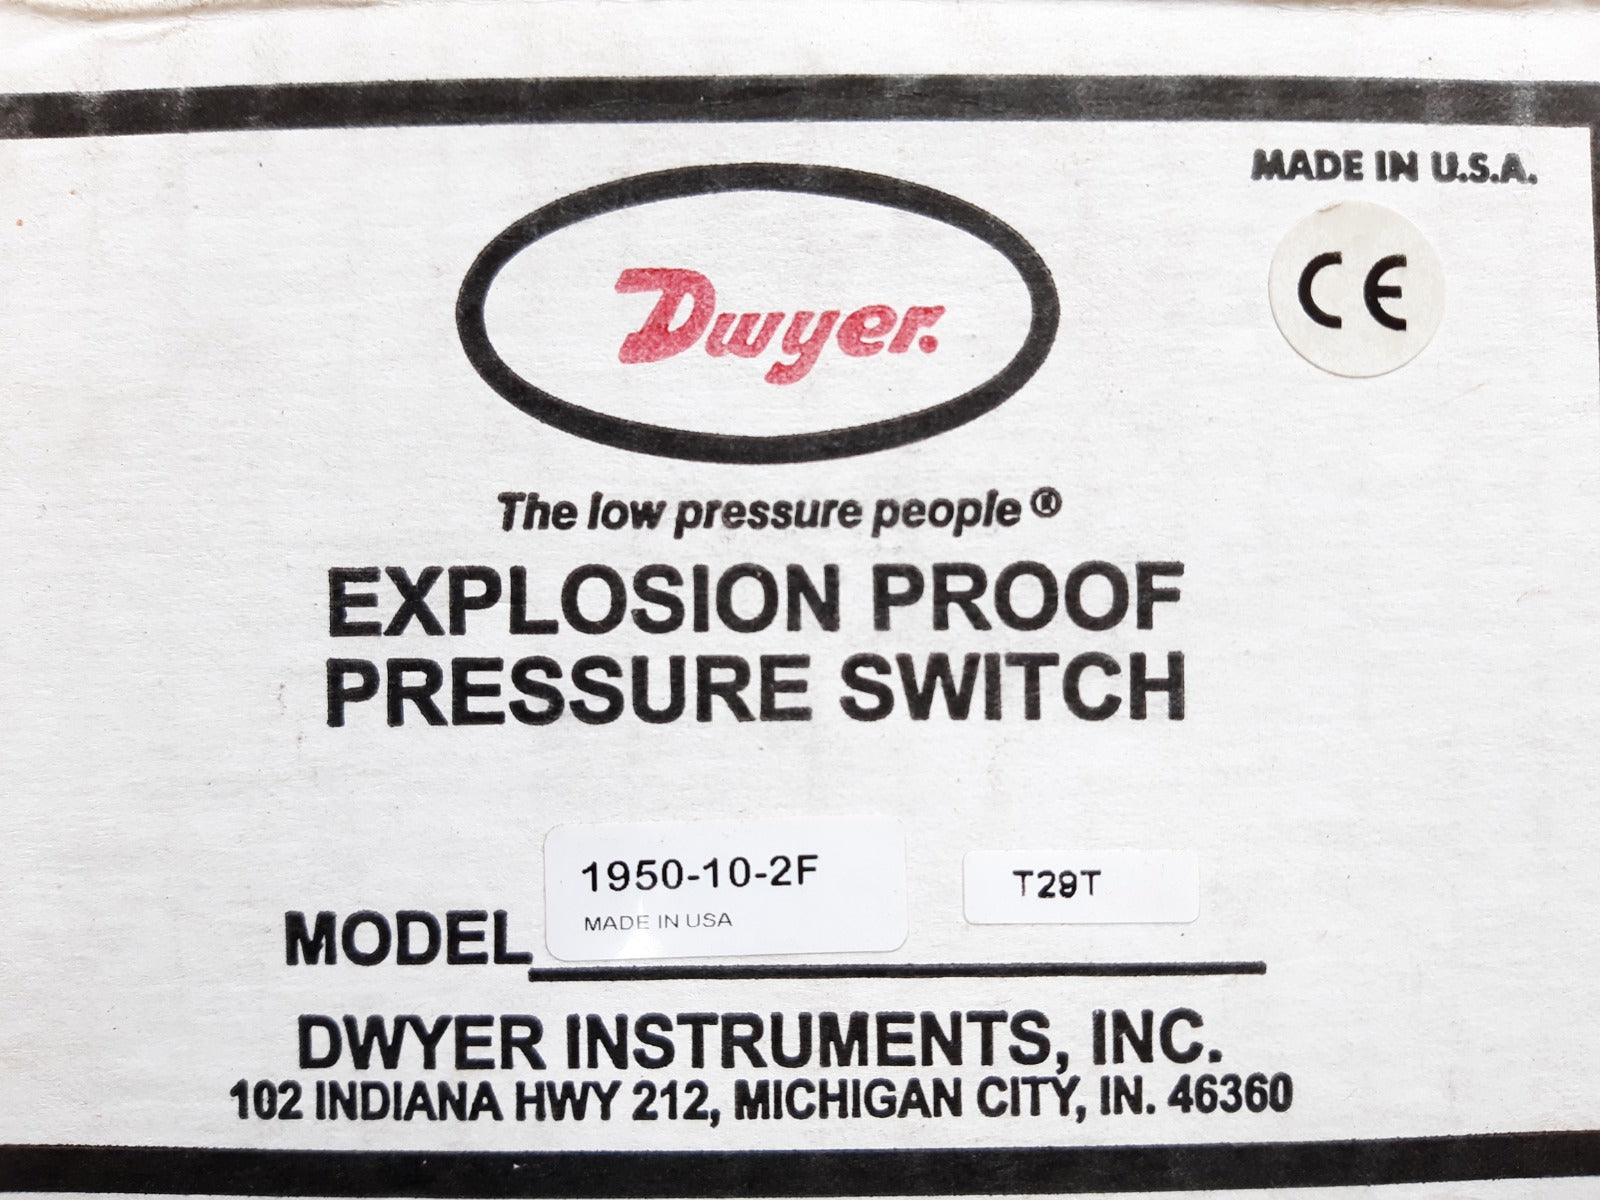 MADE IN U.S.A.
CE
Dwyer.
The low pressure people®
EXPLOSION PROOF
PRESSURE SWITCH
1950-10-2F
MADE IN USA
T29T
MODEL
DWYER INSTRUMENTS, INC.
102 INDIANA HWY 212, MICHIGAN CITY, IN. 46360